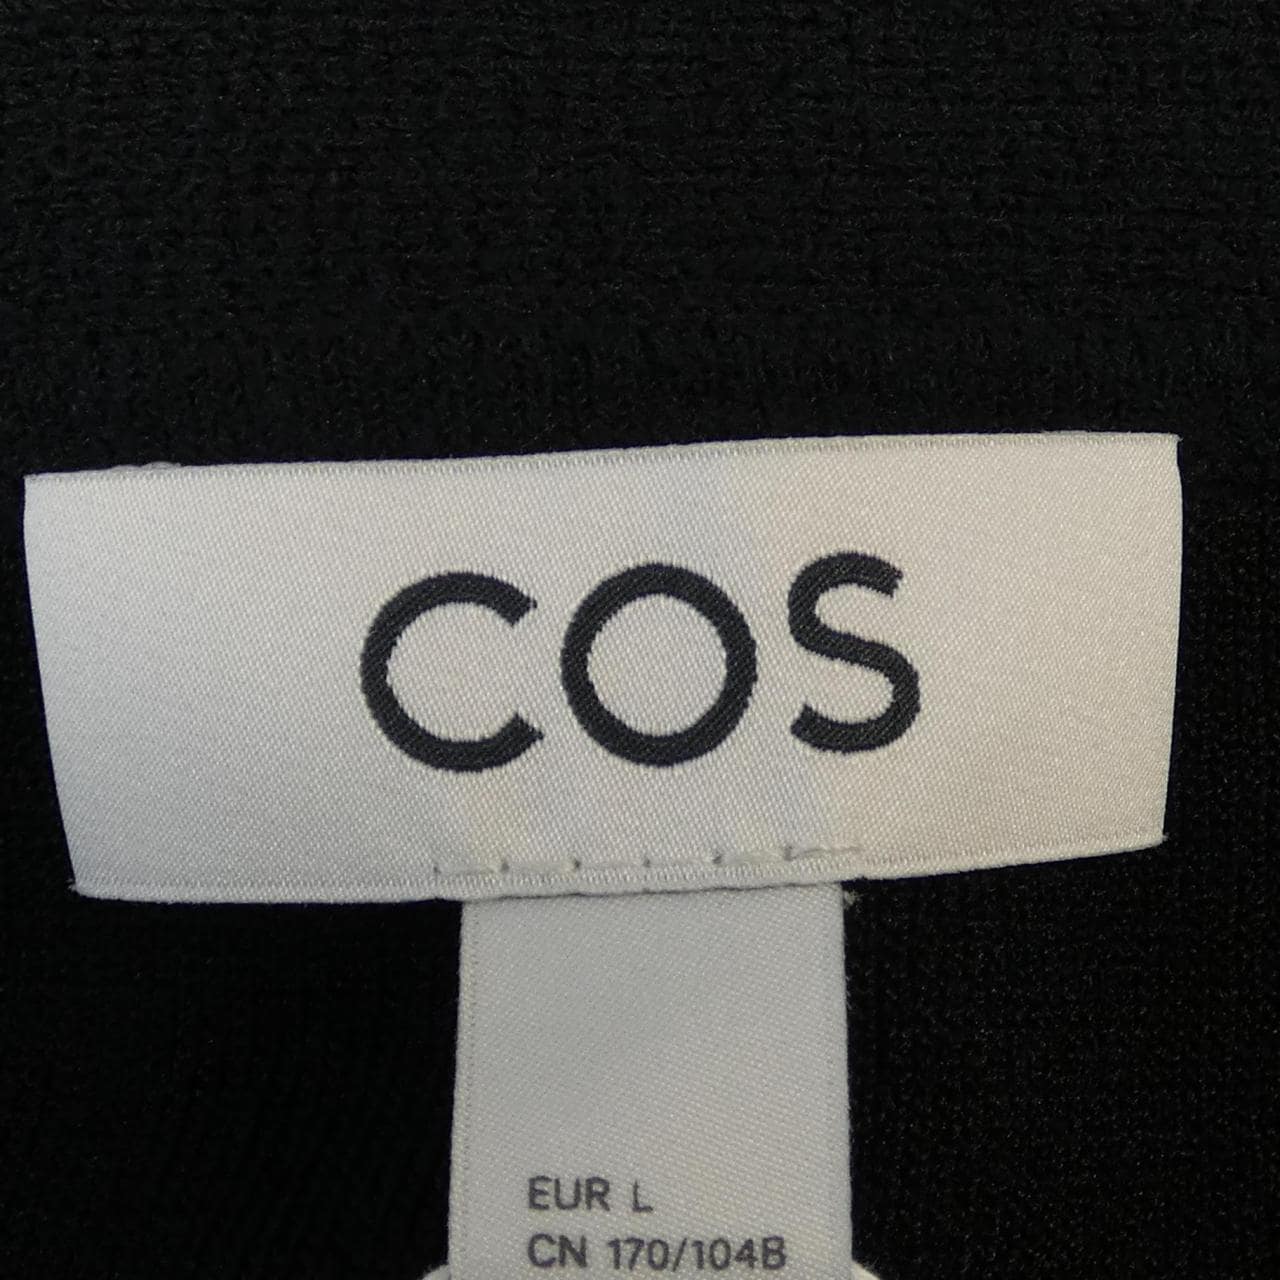 COS
EUR L
CN 170/104B